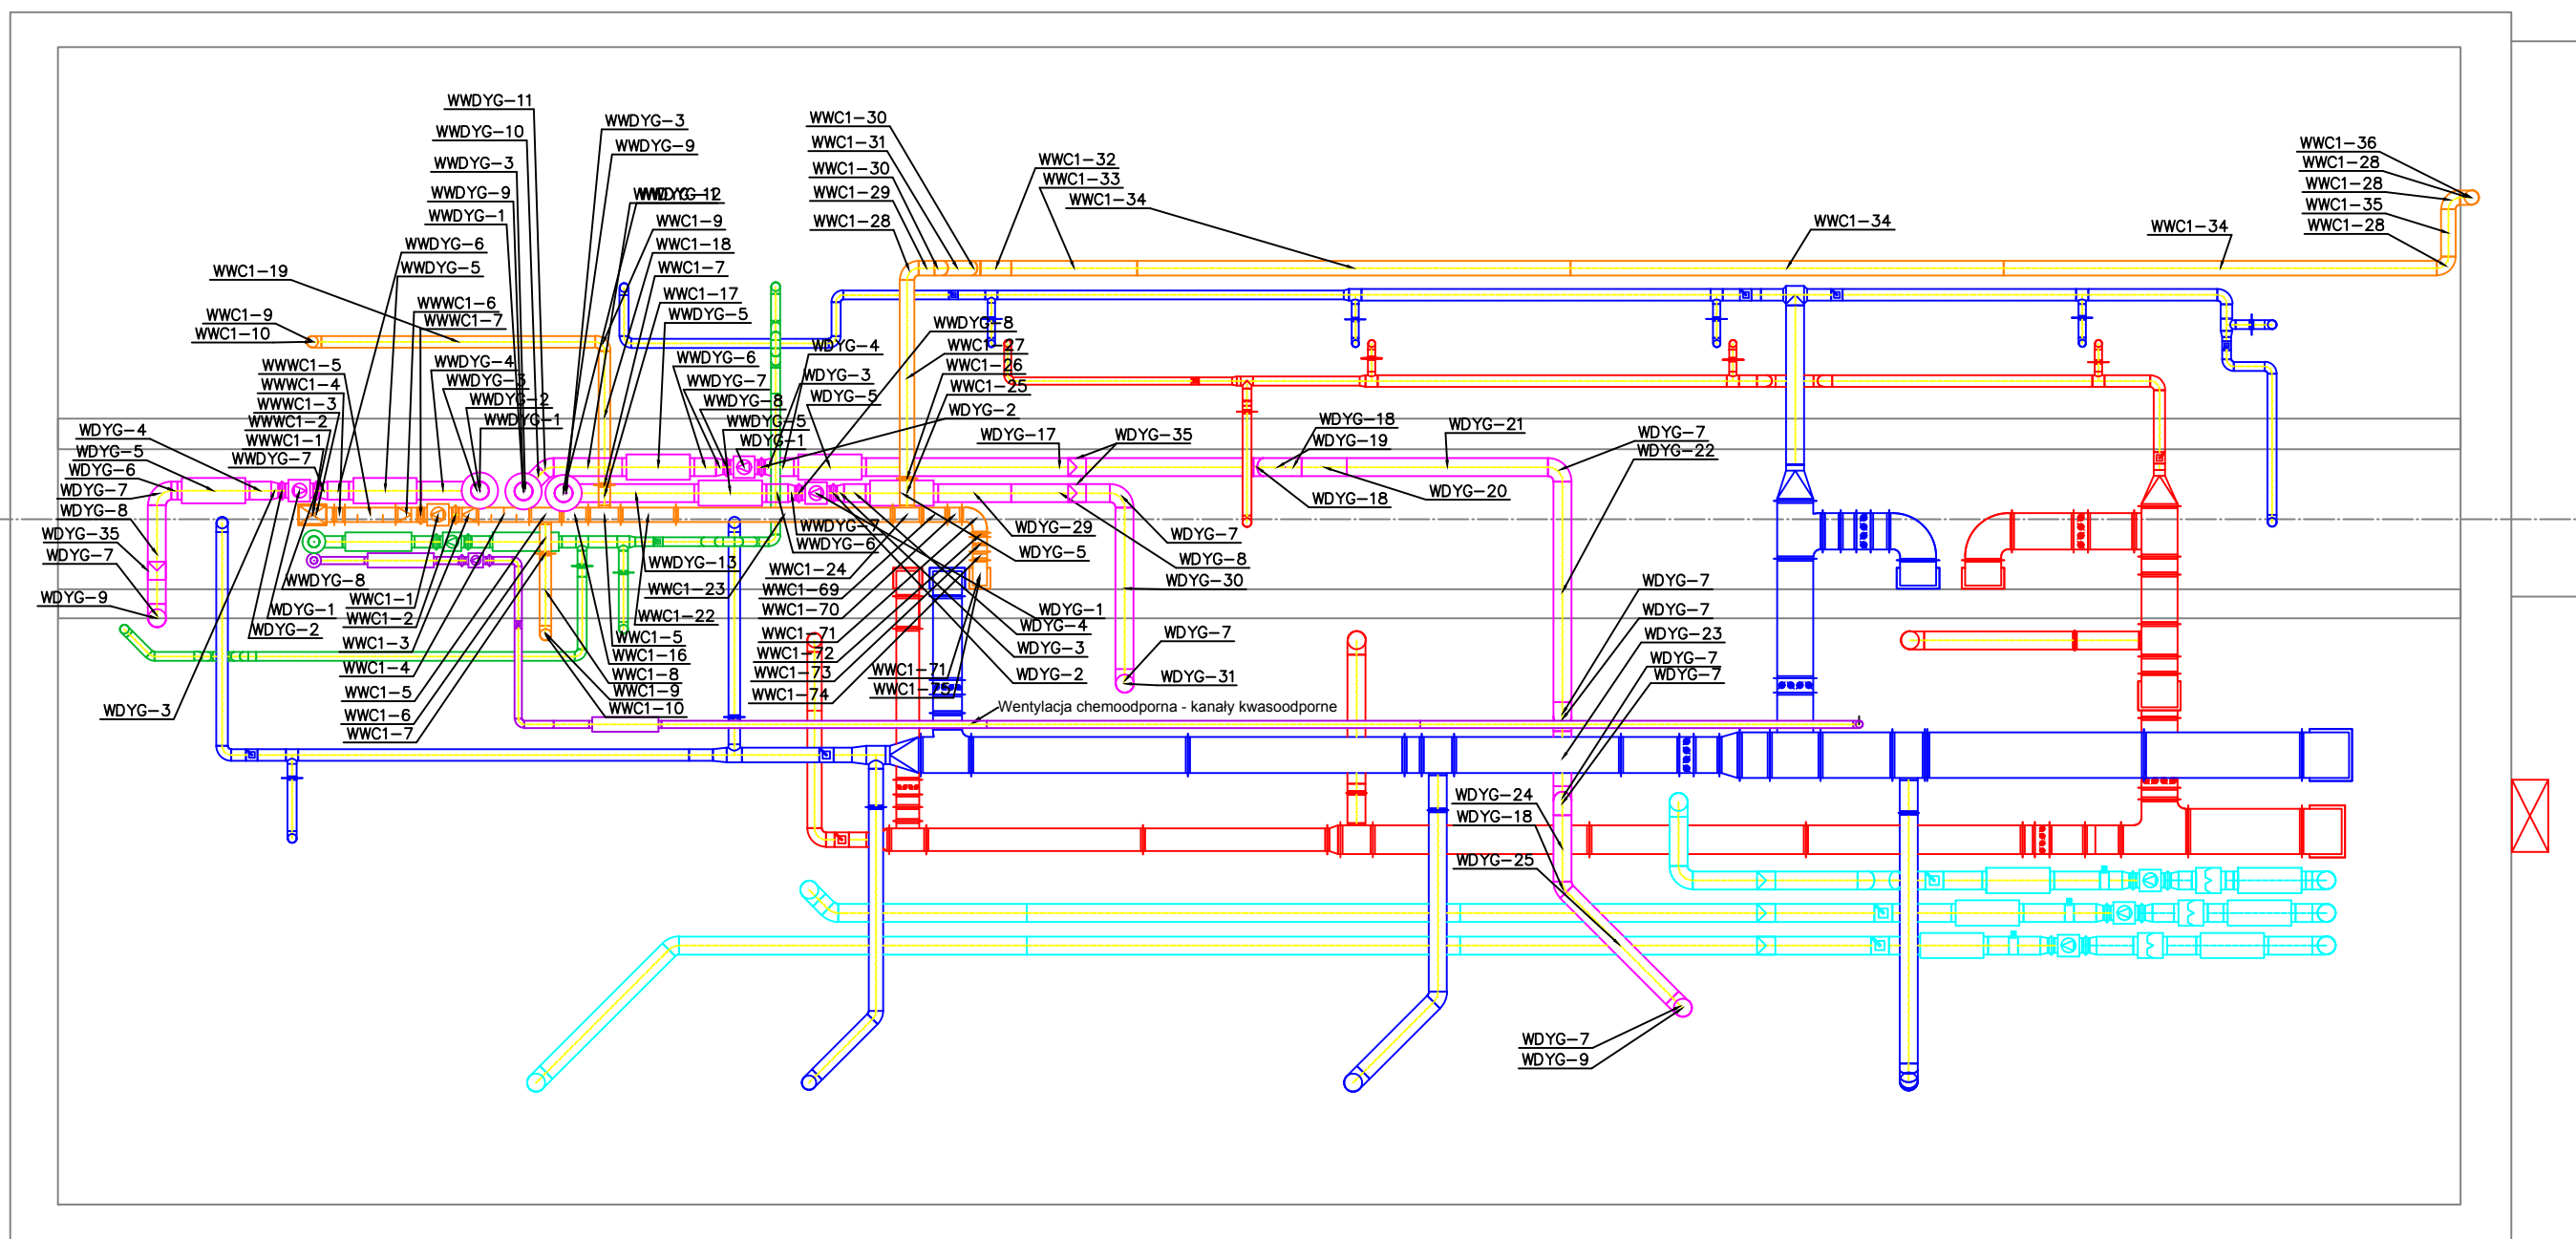 WWDYG-11
WWDYG-10
WWDYG-3
WWDYG-9
WWDYG-1
WWDYG-6
WWDYG-5
WWWC1-6
WWWC1-7
WWC1-19
WWC1-9
WWC1-10
WWWC1-5
WWWC1-4
WWWC1-3
WWWC1-2
WWWC1-1
WWDYG-7
WWDYG-4
WWDYG-3
WWDYG-2
WWDYG-1
WDYG-4
WDYG-5
WDYG-6
WDYG-7
WDYG-8
WDYG-35
WDYG-7
WDYG-9
WDYG-3
WWDYG-8
WDYG-1
WDYG-2
WWC1-1
WWC1-2
WWC1-3
WWC1-4
WWC1-5
WWC1-6
WWC1-7
WWDYG-3
WWDYG-9
WWDYG-12
WWC1-9
WWC1-18
WWC1-7
WWC1-17
WWDYG-5
WWDYG-6
WWDYG-7
WWDYG-8
WWDYG-5
WDYG-1
WWC1-30
WWC1-31
WWC1-30
WWC1-29
WWC1-28
WWC1-32
WWC1-33
WWC1-34
WWC1-34
WWC1-34
WWC1-36
WWC1-28
WWC1-28
WWC1-35
WWC1-28
WWDYG-8
WDYG-4
WWC1-27
WDYG-3
WWC1-26
WDYG-5
WWC1-25
WDYG-2
WDYG-17
WDYG-35
WDYG-18
WDYG-19
WDYG-21
WDYG-7
WDYG-22
WDYG-20
WDYG-18
WWDYG-7
WWDYG-6
WDYG-29
WDYG-7
WDYG-5
WDYG-8
WDYG-30
WWDYG-13
WWC1-23
WWC1-22
WWC1-24
WWC1-69
WWC1-70
WWC1-71
WWC1-72
WWC1-73
WWC1-74
WWC1-71
WWC1-75
WWC1-5
WWC1-16
WWC1-8
WWC1-9
WWC1-10
WDYG-1
WDYG-4
WDYG-3
WDYG-2
WDYG-7
WDYG-31
WDYG-7
WDYG-7
WDYG-23
WDYG-7
WDYG-7
Wentylacja chemoodporna - kanały kwasoodporne
WDYG-24
WDYG-18
WDYG-25
WDYG-7
WDYG-9